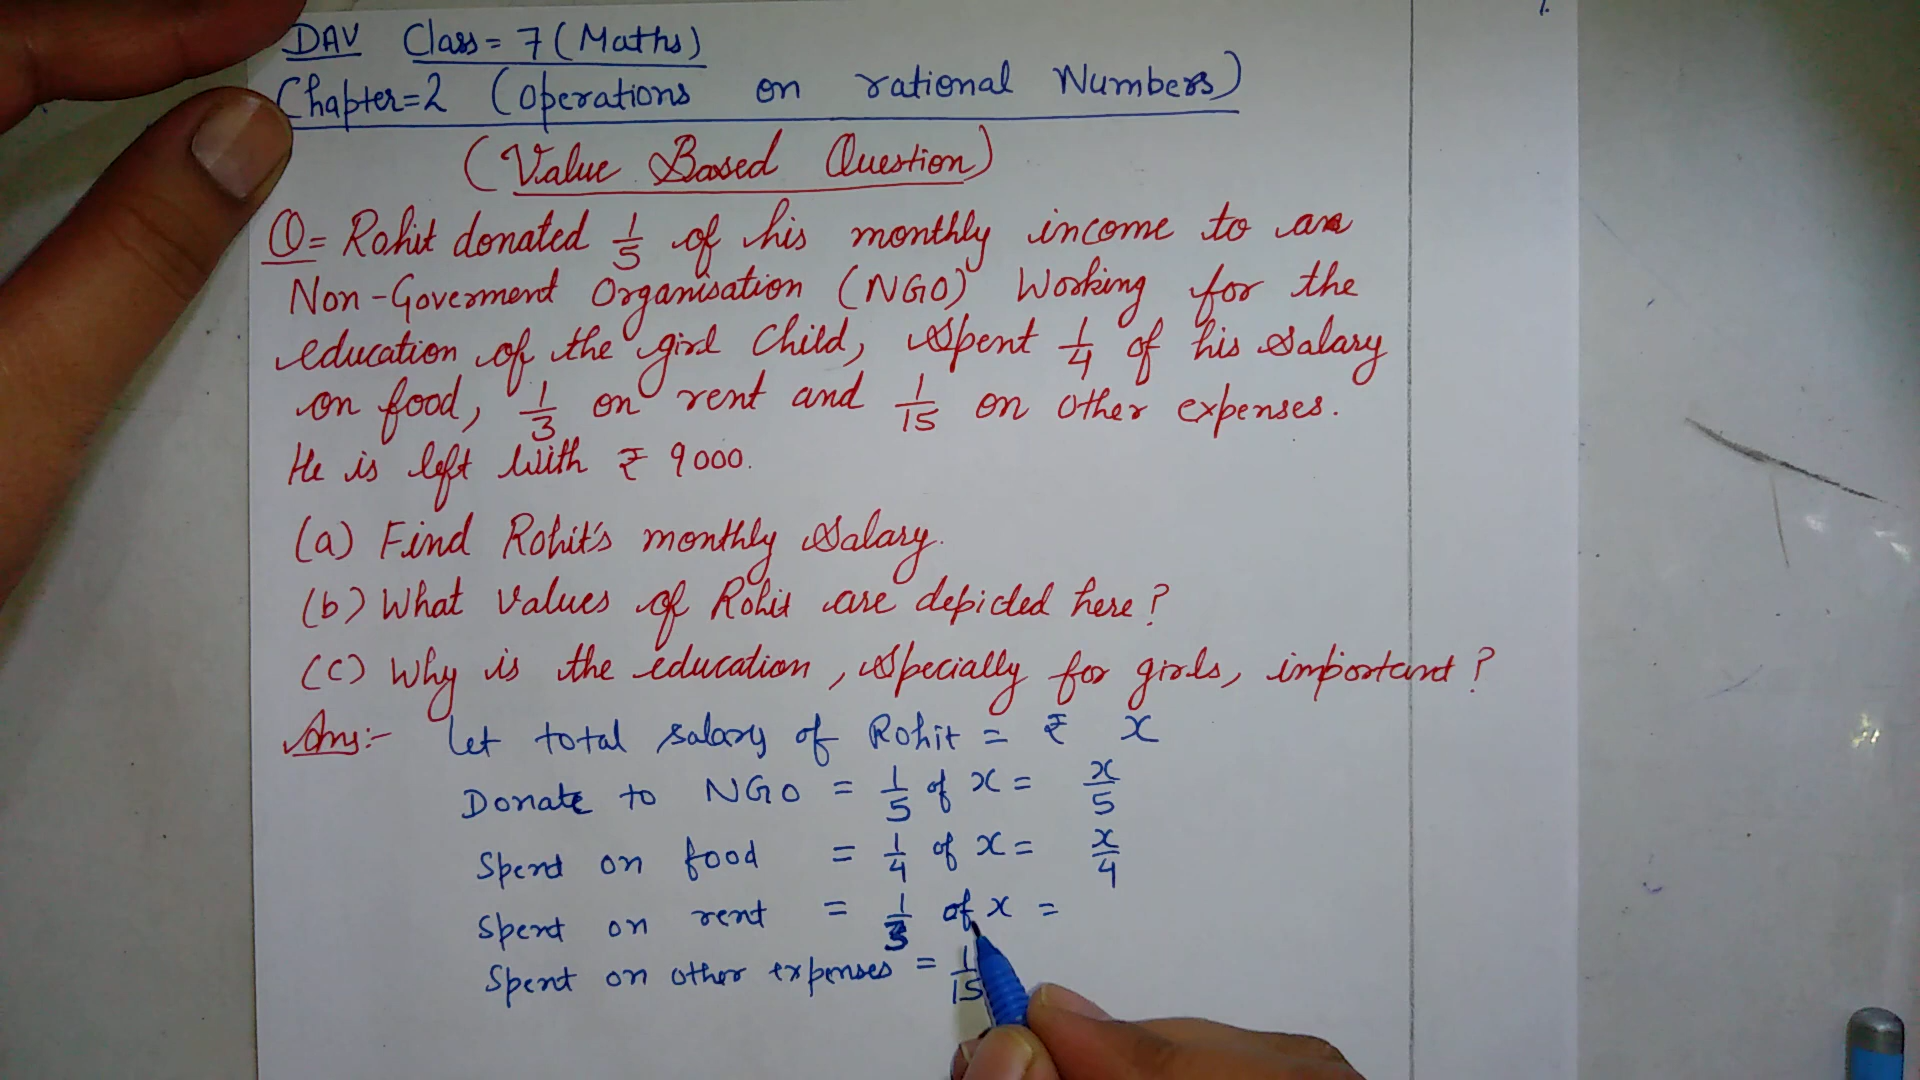 DAV Class = 7 (Maths)
Chapter = 2 (Operations on rational Numbers)
(Value Based Question)
Q = Rohit donated 1/5 of his monthly income to an
Non-Goverment Organisation (NGO) Working for the
education of the girl child, spent 1/4 of his salary
on food, 1/3 on rent and 1/15 on other expenses.
He is left with ₹ 9000.
(a) Find Rohit's monthly salary.
(b) What values of Rohit are depicted here?
(c) Why is the education, specially for girls, important?
Ans:- Let total salary of Rohit = ₹ x
Donate to NGO = 1/5 of x = x/5
Spent on food = 1/4 of x = x/4
Spent on rent = 1/3 of x =
Spent on other expenses = 1/15